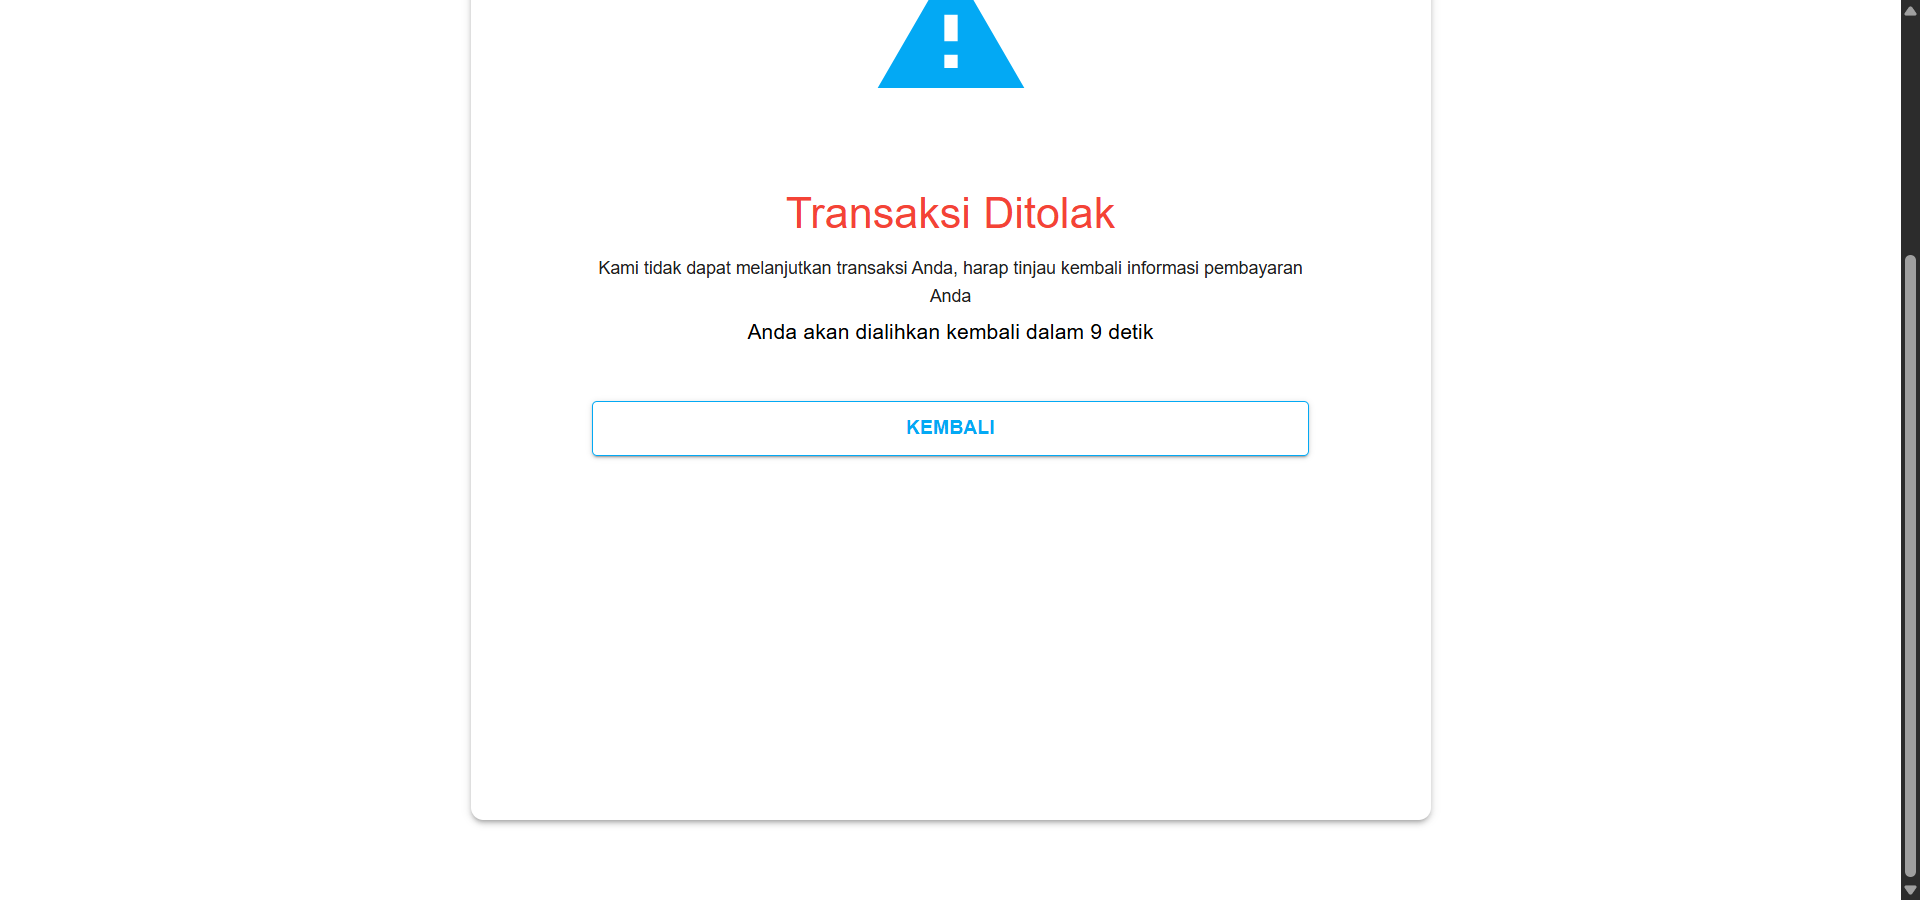 Transaksi Ditolak
Kami tidak dapat melanjutkan transaksi Anda, harap tinjau kembali informasi pembayaran
Anda
Anda akan dialihkan kembali dalam 9 detik
KEMBALI